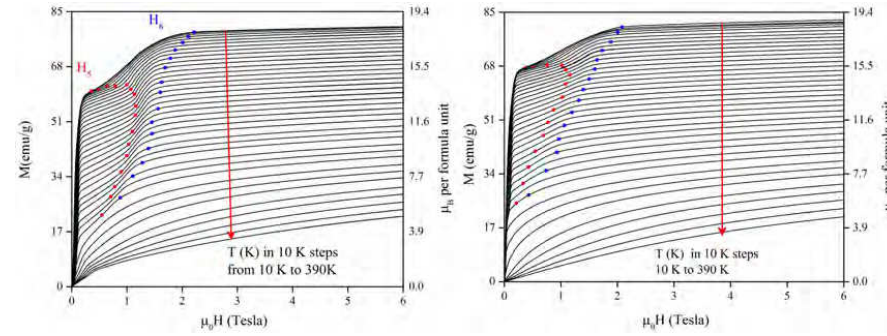 85
68
51
34
17
0
M(emu/g)
H₅
H₆
T (K) in 10 K steps
from 10 K to 390K
0 1 2 3 4 5 6
μ₀H (Tesla)
19.4
15.5
11.6
7.7
3.9
0.0
μB per formula unit
85
68
51
34
17
0
M (emu/g)
T (K) in 10 K steps
10 K to 390 K
0 1 2 3 4 5 6
μ₀H (Tesla)
19.4
15.5
11.6
7.7
3.9
0.0
per formula unit